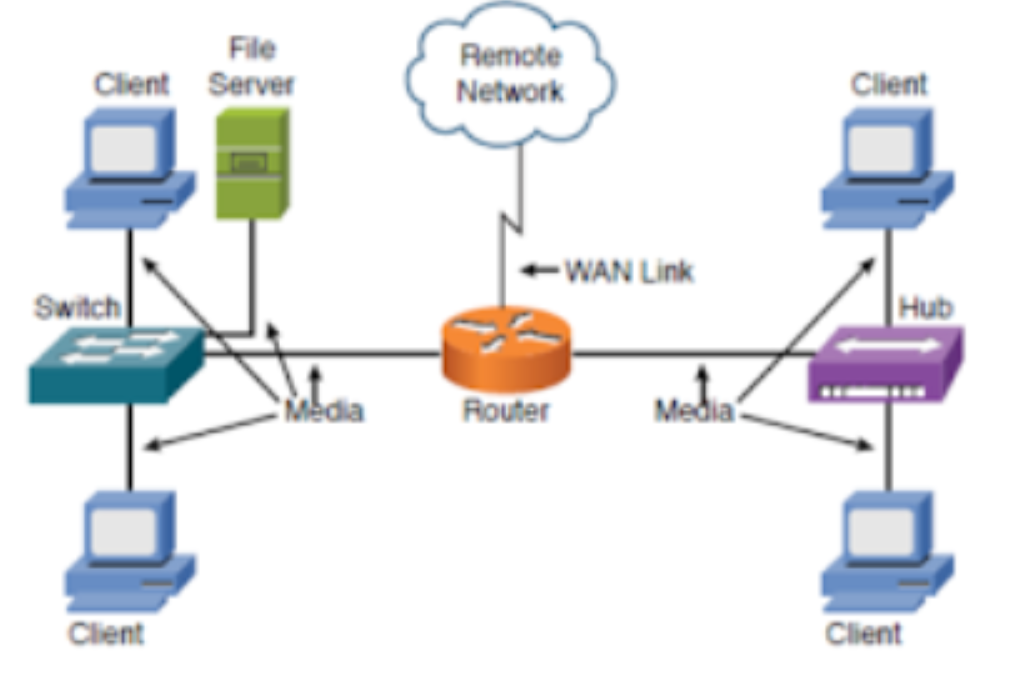 File
Server
Client
Remote
Network
Client
WAN Link
Switch
Hub
Media
Router
Media
Client
Client